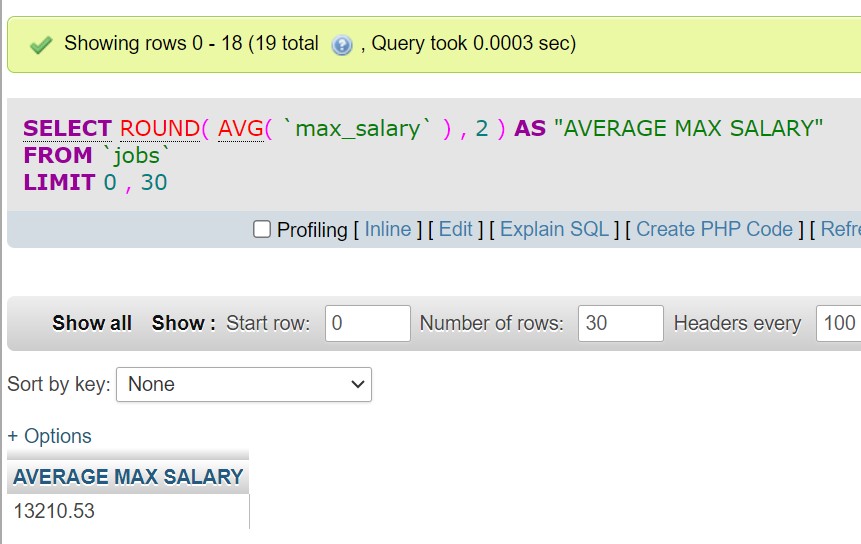 Showing rows 0 - 18 (19 total , Query took 0.0003 sec)
SELECT ROUND( AVG( `max_salary` ) , 2 ) AS "AVERAGE MAX SALARY"
FROM `jobs`
LIMIT 0 , 30
Profiling [ Inline ] [ Edit ] [ Explain SQL ] [ Create PHP Code ] [ Refre
Show all Show : Start row: 0 Number of rows: 30 Headers every 100
Sort by key: None
+ Options
AVERAGE MAX SALARY
13210.53